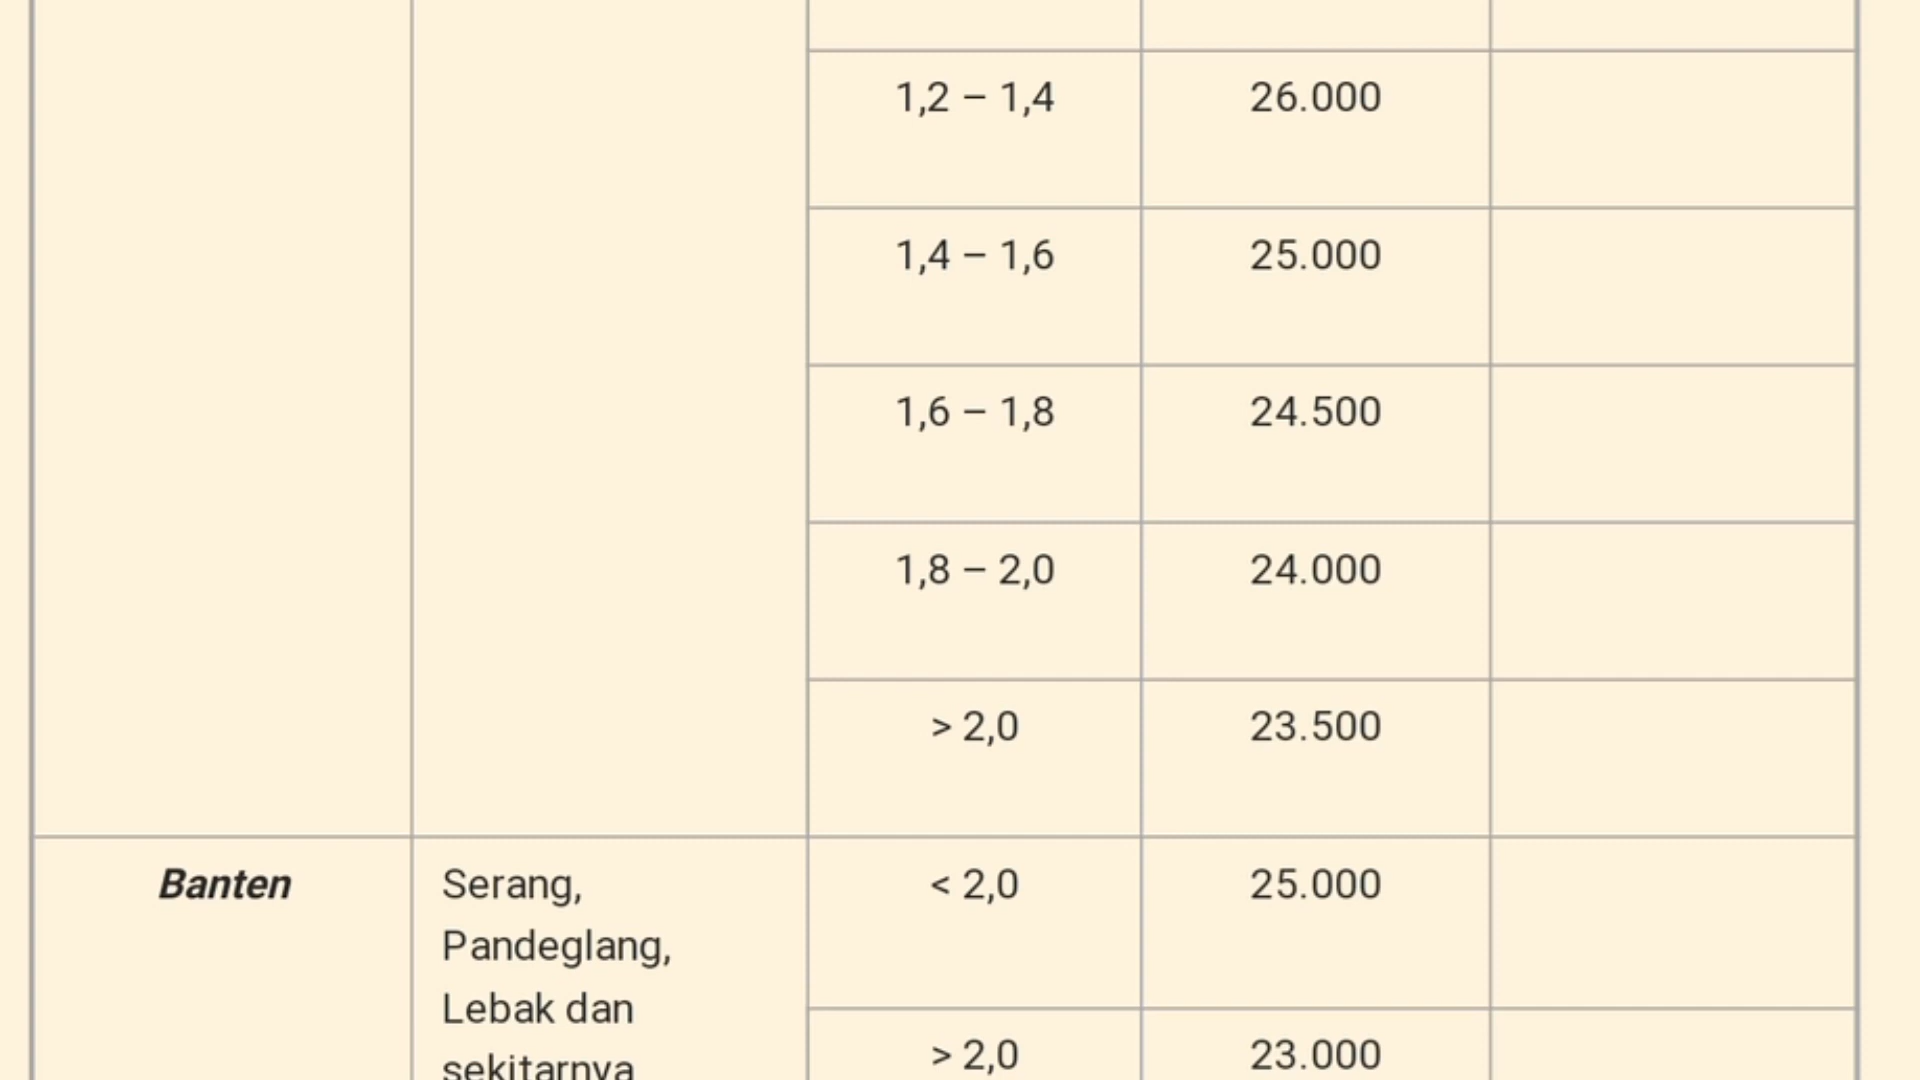 1,2 – 1,4 26.000
1,4 – 1,6 25.000
1,6 – 1,8 24.500
1,8 – 2,0 24.000
> 2,0 23.500
Banten Serang, < 2,0 25.000
Pandeglang,
Lebak dan
> 2,0 23.000
sekitarnya